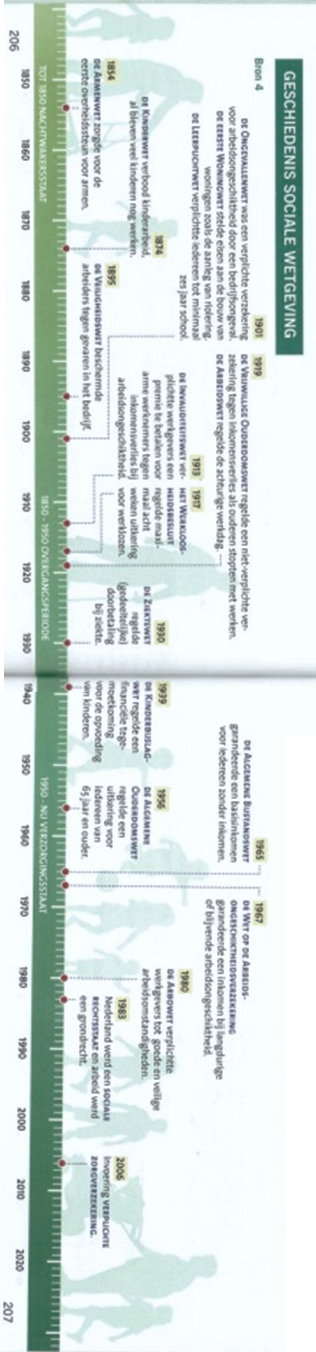 GESCHIEDENIS SOCIALE WETGEVING
Bron 4
1854
DE ARMENWET zorgde voor de
eerste overheidssteun voor armen.
1874
DE KINDERWET verbood kinderarbeid,
al bleven veel kinderen nog werken.
1895
DE VEILIGHEIDSWET beschermde
arbeiders tegen gevaren in het bedrijf.
1901
DE ONGEVALLENWET was een verplichte verzekering
voor arbeidsongeschiktheid door een bedrijfsongeval.
DE EERSTE WONINGWET stelde eisen aan de bouw van
woningen zoals de aanleg van riolering.
DE LEERPLICHTWET verplichtte iedereen tot minimaal
zes jaar school.
1913
DE INVALIDITEITSWET ver-
plichtte werkgevers een
premie te betalen voor
arme werknemers tegen
inkomensverlies bij
arbeidsongeschiktheid.
1917
HET WERKLOOS-
HEIDSBESLUIT
regelde maxi-
maal acht
weken uitkering
voor werklozen.
1919
DE VRIJWILLIGE OUDERDOMSWET regelde een niet-verplichte ver-
zekering tegen inkomensverlies als ouderen stopten met werken.
DE ARBEIDSWET regelde de achturige werkdag.
1930
DE ZIEKTEWET
regelde
(gedeeltelijke)
doorbetaling
bij ziekte.
1939
DE KINDERBIJSLAG-
WET regelde een
financiële tege-
moetkoming
voor de opvoeding
van kinderen.
1956
DE ALGEMENE
OUDERDOMSWET
regelde een
uitkering voor
iedereen van
65 jaar en ouder.
1965
DE ALGEMENE BIJSTANDSWET
garandeerde een basisinkomen
voor iedereen zonder inkomen.
1967
DE WET OP DE ARBEIDS-
ONGESCHIKTHEIDSVERZEKERING
garandeerde een inkomen bij langdurige
of blijvende arbeidsongeschiktheid.
1980
DE ARBOWET verplichtte
werkgevers tot goede en veilige
arbeidsomstandigheden.
1983
Nederland werd een SOCIALE
RECHTSSTAAT en arbeid werd
een grondrecht.
2006
Invoering VERPLICHTE
ZORGVERZEKERING.
TOT 1850 NACHTWAKERSSTAAT
1850 - 1950 OVERGANGSPERIODE
1950 - NU VERZORGINGSSTAAT
1850 1860 1870 1880 1890 1900 1910 1920 1930 1940 1950 1960 1970 1980 1990 2000 2010 2020
206
207